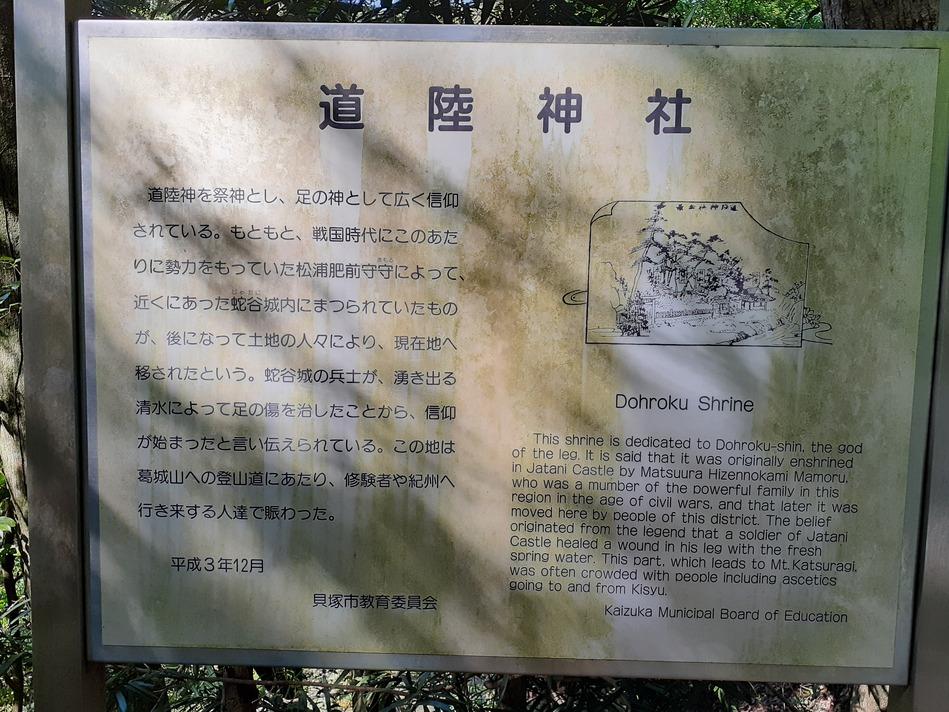 道陸神社
道陸神を祭神とし、足の神として広く信仰
されている。もともと、戦国時代にこのあた
りに勢力をもっていた松浦肥前守守によって、
近くにあった蛇谷城内にまつられていたもの
が、後になって土地の人々により、現在地へ
移されたという。蛇谷城の兵士が、湧き出る
清水によって足の傷を治したことから、信仰
が始まったと言い伝えられている。この地は
葛城山への登山道にあたり、修験者や紀州へ
行き来する人達で賑わった。
平成3年12月
貝塚市教育委員会
Dohroku Shrine
This shrine is dedicated to Dohroku-shin, the god
of the leg. It is said that it was originally enshrined
in Jatani Castle by Matsuura Hizennokami Mamoru,
who was a mumber of the powerful family in this
region in the age of civil wars, and that later it was
moved here by people of this district. The belief
originated from the legend that a soldier of Jatani
Castle healed a wound in his leg with the fresh
spring water. This part, which leads to Mt.Katsuragi,
was often crowded with people including ascetics
going to and from Kisyu.
Kaizuka Municipal Board of Education